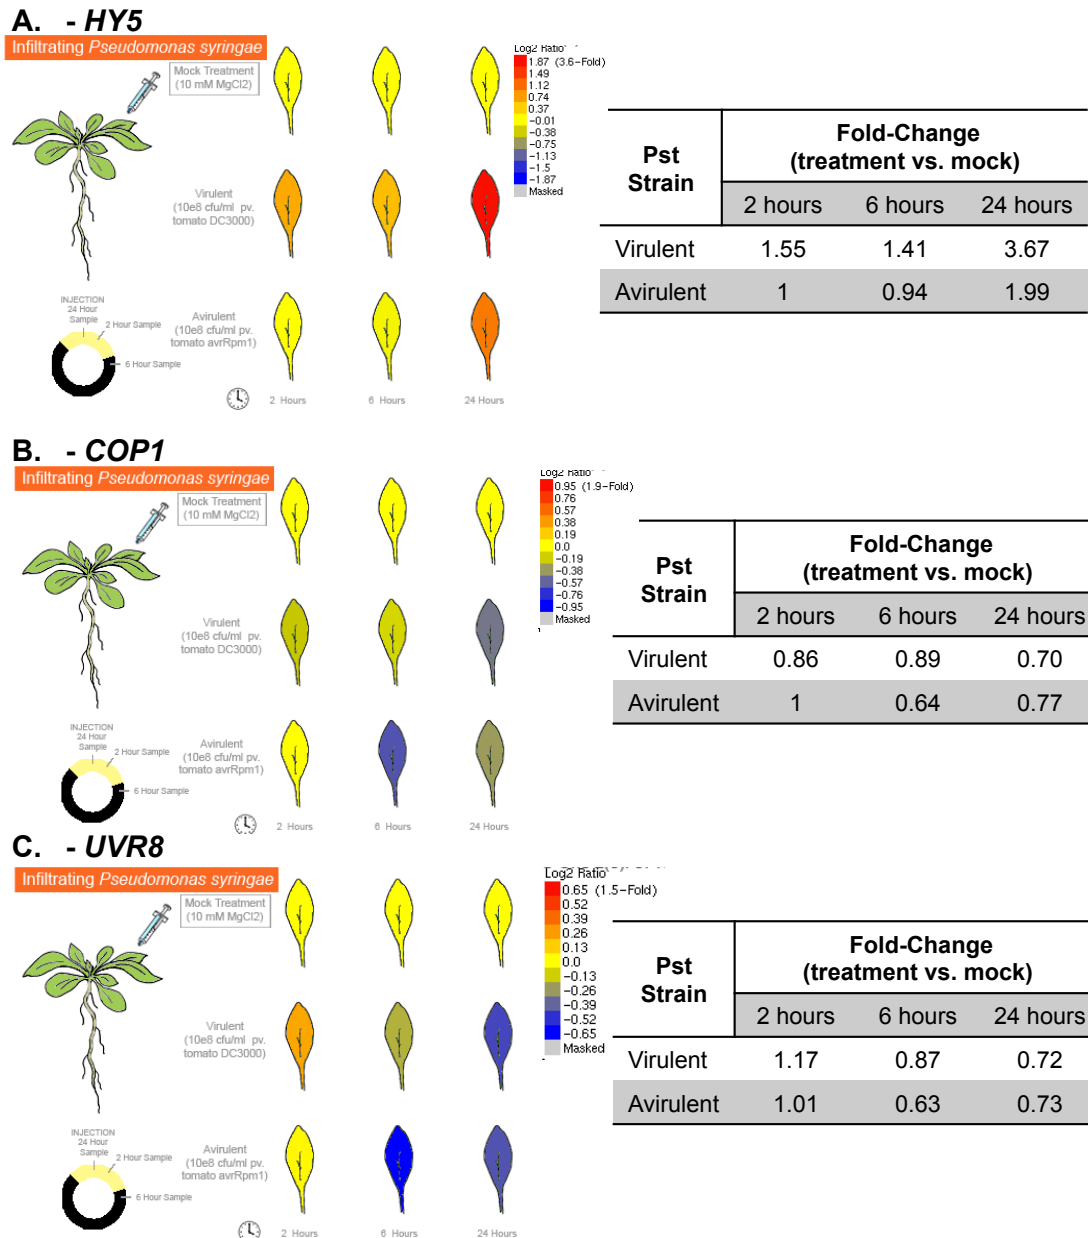 A. - HY5
Infiltrating Pseudomonas syringae
Mock Treatment
(10 mM MgCl2)
Virulent
(10e8 cfu/ml pv.
tomato DC3000)
Avirulent
(10e8 cfu/ml pv.
tomato avrRpm1)
INJECTION
24 Hour
Sample
2 Hour Sample
6 Hour Sample
2 Hours
6 Hours
24 Hours
Log2 Ratio
1.87 (3.6-Fold)
1.49
1.12
0.74
0.37
-0.01
-0.38
-0.75
-1.13
-1.5
-1.87
Masked
Pst
Strain
Fold-Change
(treatment vs. mock)
2 hours 6 hours 24 hours
Virulent 1.55 1.41 3.67
Avirulent 1 0.94 1.99
B. - COP1
Infiltrating Pseudomonas syringae
Mock Treatment
(10 mM MgCl2)
Virulent
(10e8 cfu/ml pv.
tomato DC3000)
Avirulent
(10e8 cfu/ml pv.
tomato avrRpm1)
INJECTION
24 Hour
Sample
2 Hour Sample
6 Hour Sample
2 Hours
6 Hours
24 Hours
Log2 Ratio
0.95 (1.9-Fold)
0.76
0.57
0.38
0.19
0.0
-0.19
-0.38
-0.57
-0.76
-0.95
Masked
Pst
Strain
Fold-Change
(treatment vs. mock)
2 hours 6 hours 24 hours
Virulent 0.86 0.89 0.70
Avirulent 1 0.64 0.77
C. - UVR8
Infiltrating Pseudomonas syringae
Mock Treatment
(10 mM MgCl2)
Virulent
(10e8 cfu/ml pv.
tomato DC3000)
Avirulent
(10e8 cfu/ml pv.
tomato avrRpm1)
INJECTION
24 Hour
Sample
2 Hour Sample
6 Hour Sample
2 Hours
6 Hours
24 Hours
Log2 Ratio
0.65 (1.5-Fold)
0.52
0.39
0.26
0.13
0.0
-0.13
-0.26
-0.39
-0.52
-0.65
Masked
Pst
Strain
Fold-Change
(treatment vs. mock)
2 hours 6 hours 24 hours
Virulent 1.17 0.87 0.72
Avirulent 1.01 0.63 0.73